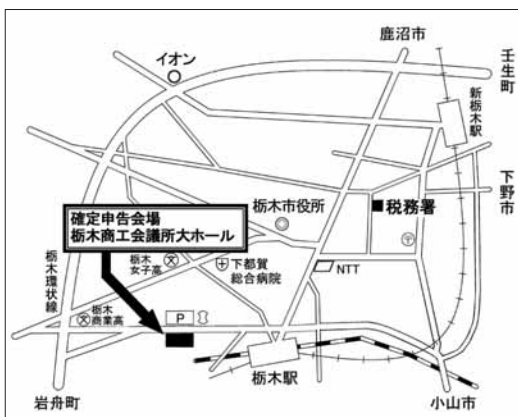 鹿沼市
壬生町
イオン
新栃木駅
下野市
栃木市役所
税務署
確定申告会場
栃木商工会議所大ホール
栃木
女子高
下都賀
総合病院
NTT
栃木環状線
栃木
商業高
P
岩舟町
栃木駅
小山市